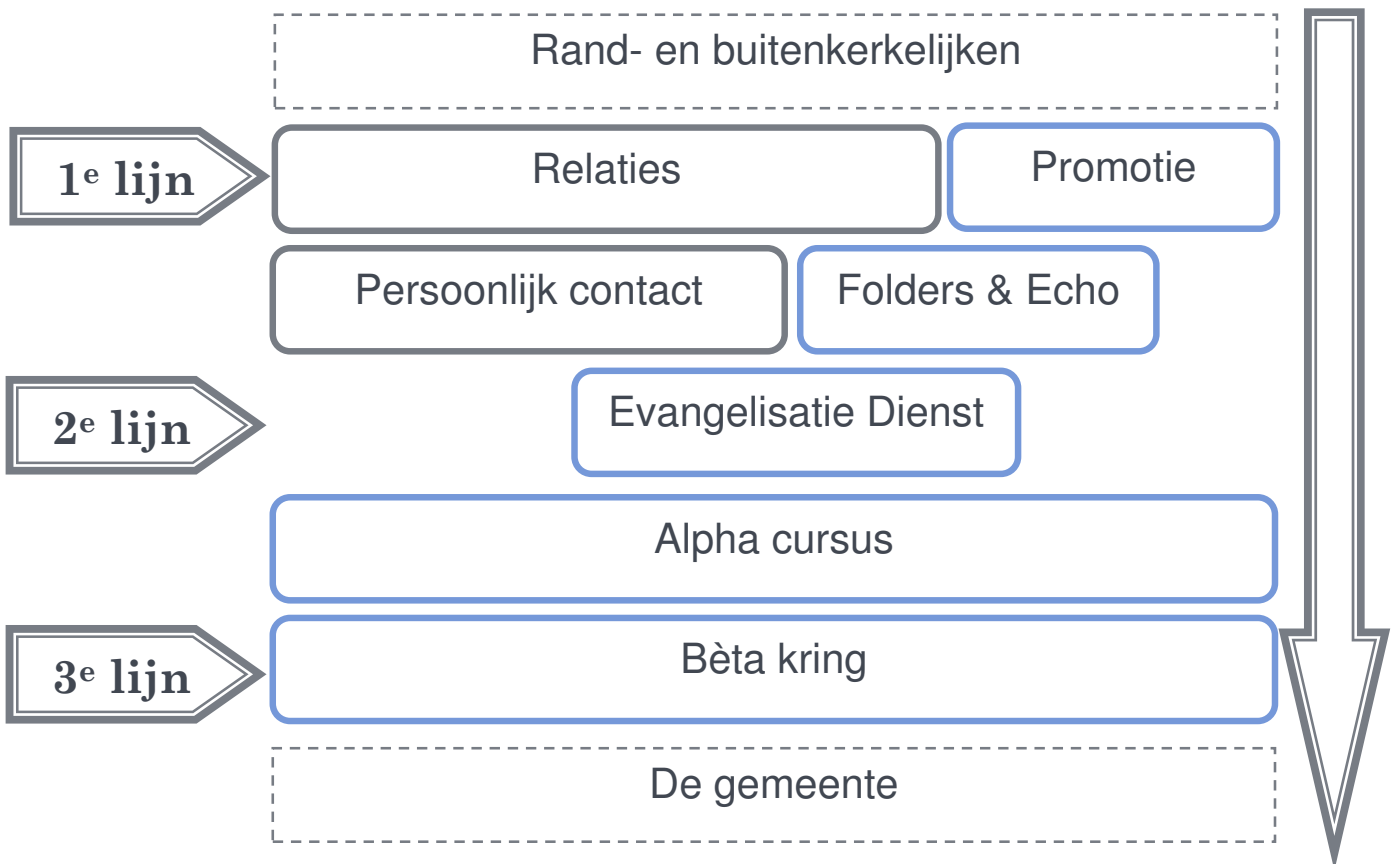 Rand- en buitenkerkelijken
1e lijn
Relaties
Promotie
Persoonlijk contact
Folders & Echo
2e lijn
Evangelisatie Dienst
Alpha cursus
3e lijn
Bèta kring
De gemeente